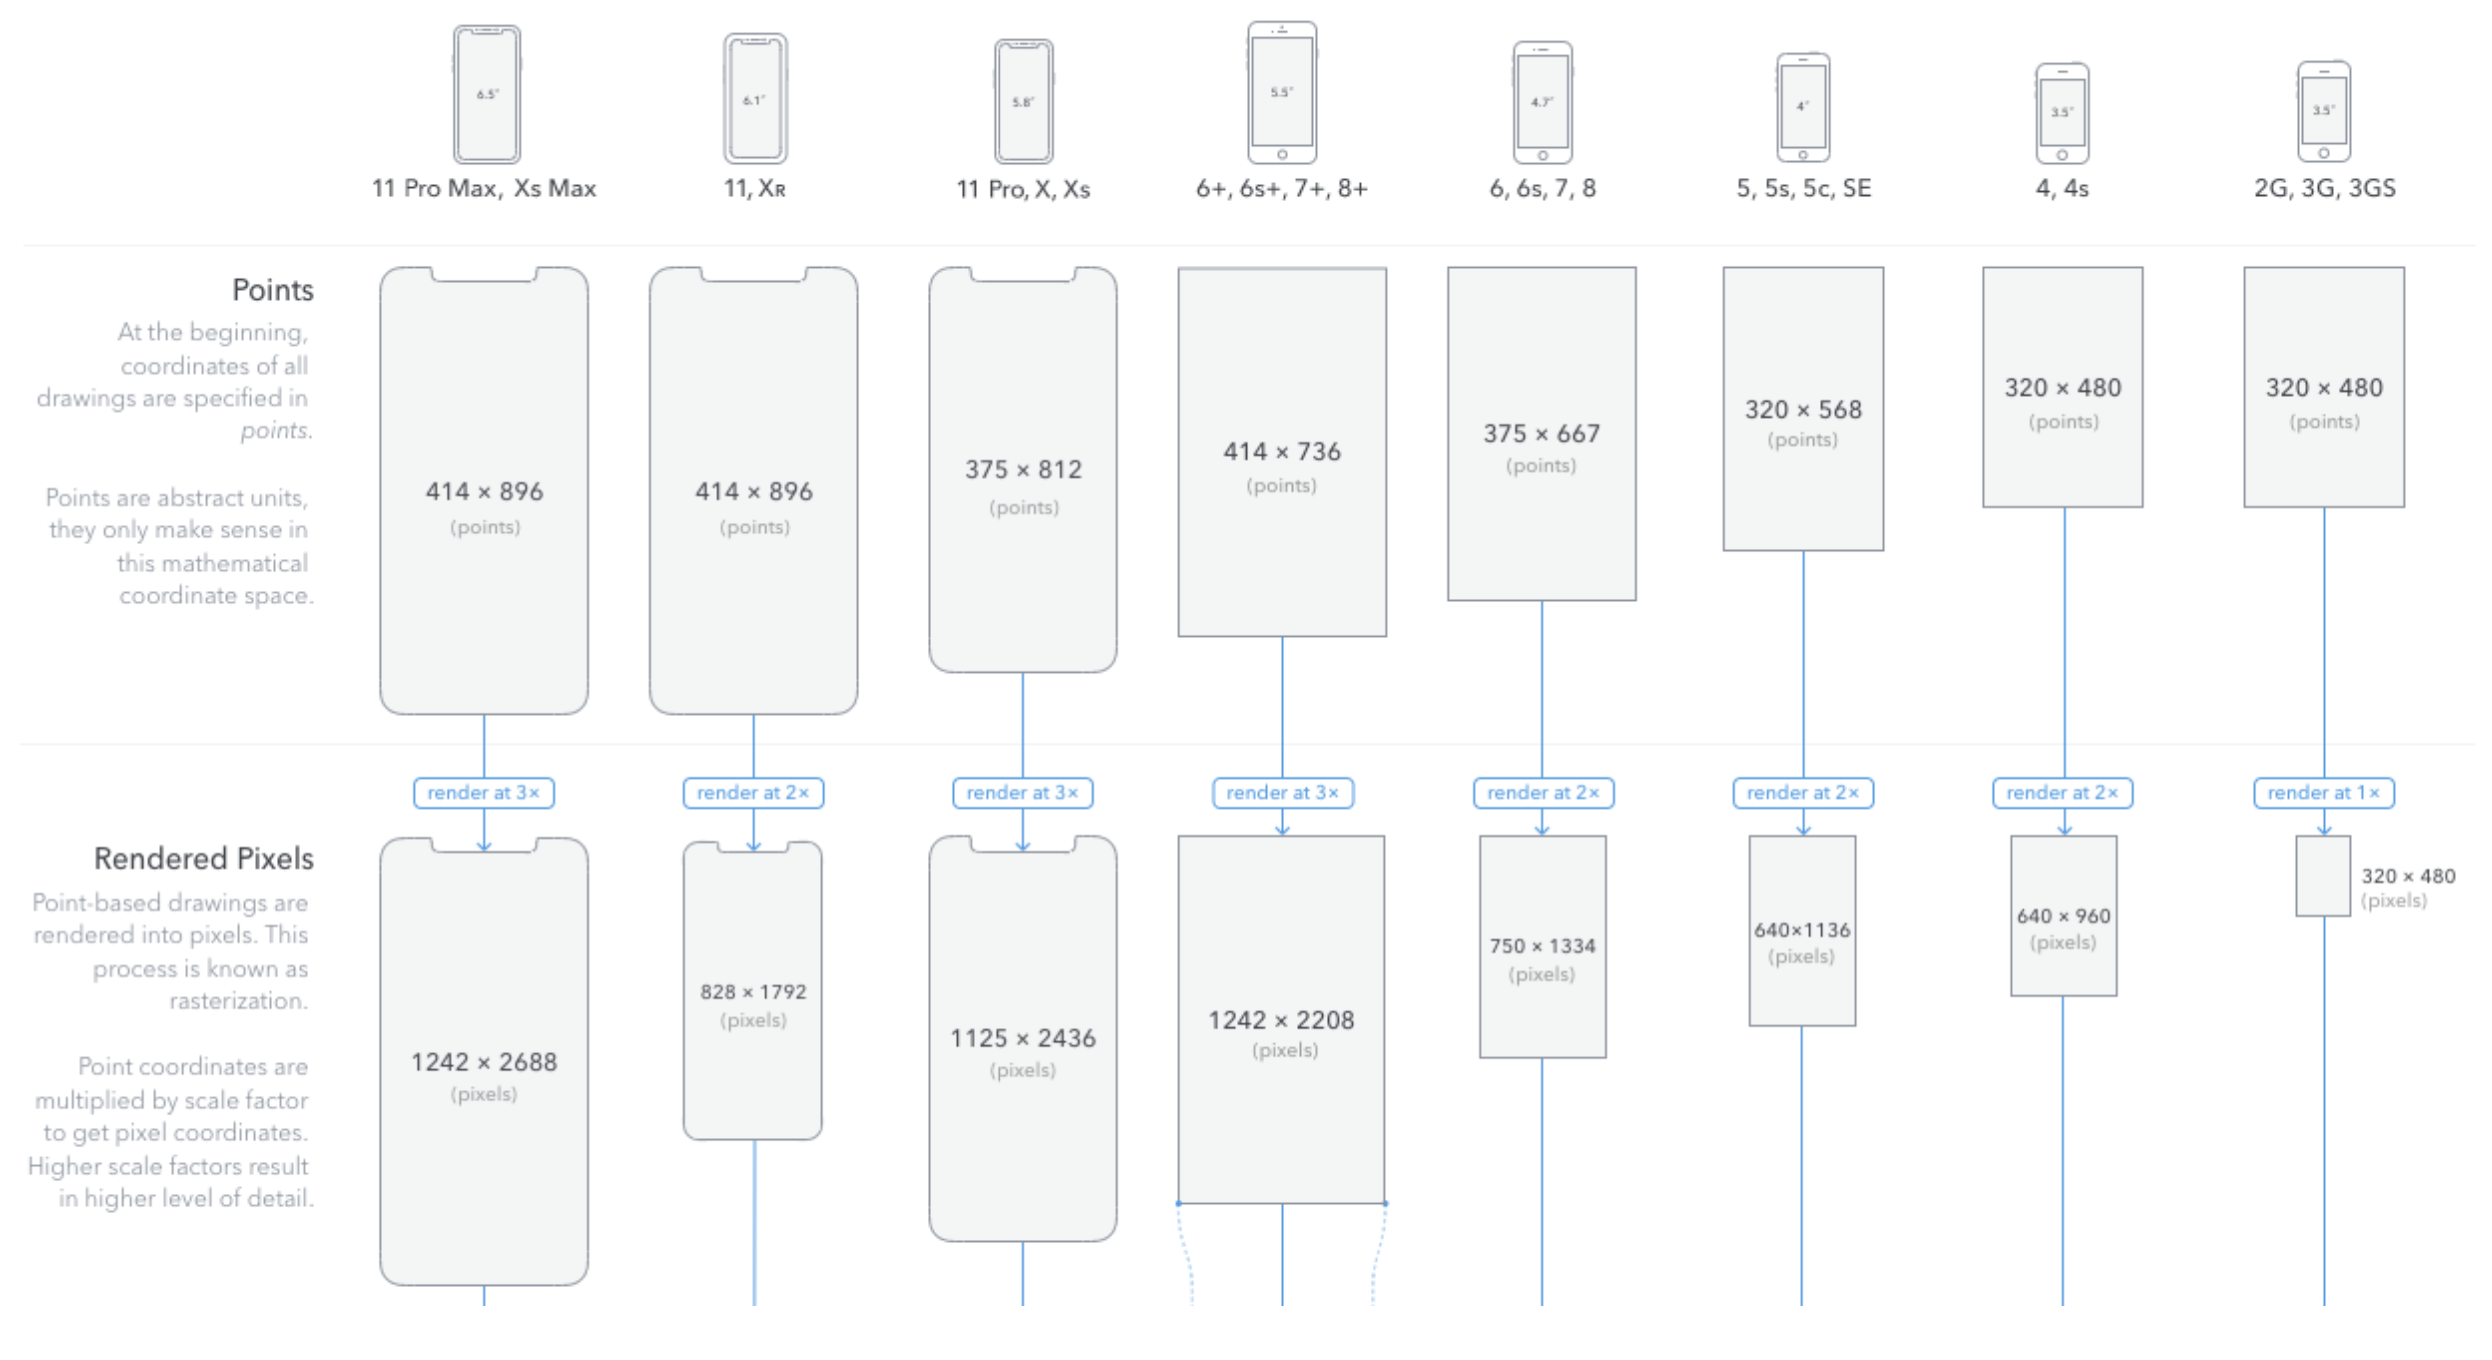 6.5″
6.1″
5.8″
5.5″
4.7″
4″
3.5″
3.5″
11 Pro Max, Xs Max
11, XR
11 Pro, X, Xs
6+, 6s+, 7+, 8+
6, 6s, 7, 8
5, 5s, 5c, SE
4, 4s
2G, 3G, 3GS
Points
At the beginning,
coordinates of all
drawings are specified in
points.
Points are abstract units,
they only make sense in
this mathematical
coordinate space.
414 × 896
(points)
414 × 896
(points)
375 × 812
(points)
414 × 736
(points)
375 × 667
(points)
320 × 568
(points)
320 × 480
(points)
320 × 480
(points)
render at 3×
render at 2×
render at 3×
render at 3×
render at 2×
render at 2×
render at 2×
render at 1×
Rendered Pixels
Point-based drawings are
rendered into pixels. This
process is known as
rasterization.
Point coordinates are
multiplied by scale factor
to get pixel coordinates.
Higher scale factors result
in higher level of detail.
1242 × 2688
(pixels)
828 × 1792
(pixels)
1125 × 2436
(pixels)
1242 × 2208
(pixels)
750 × 1334
(pixels)
640×1136
(pixels)
640 × 960
(pixels)
320 × 480
(pixels)